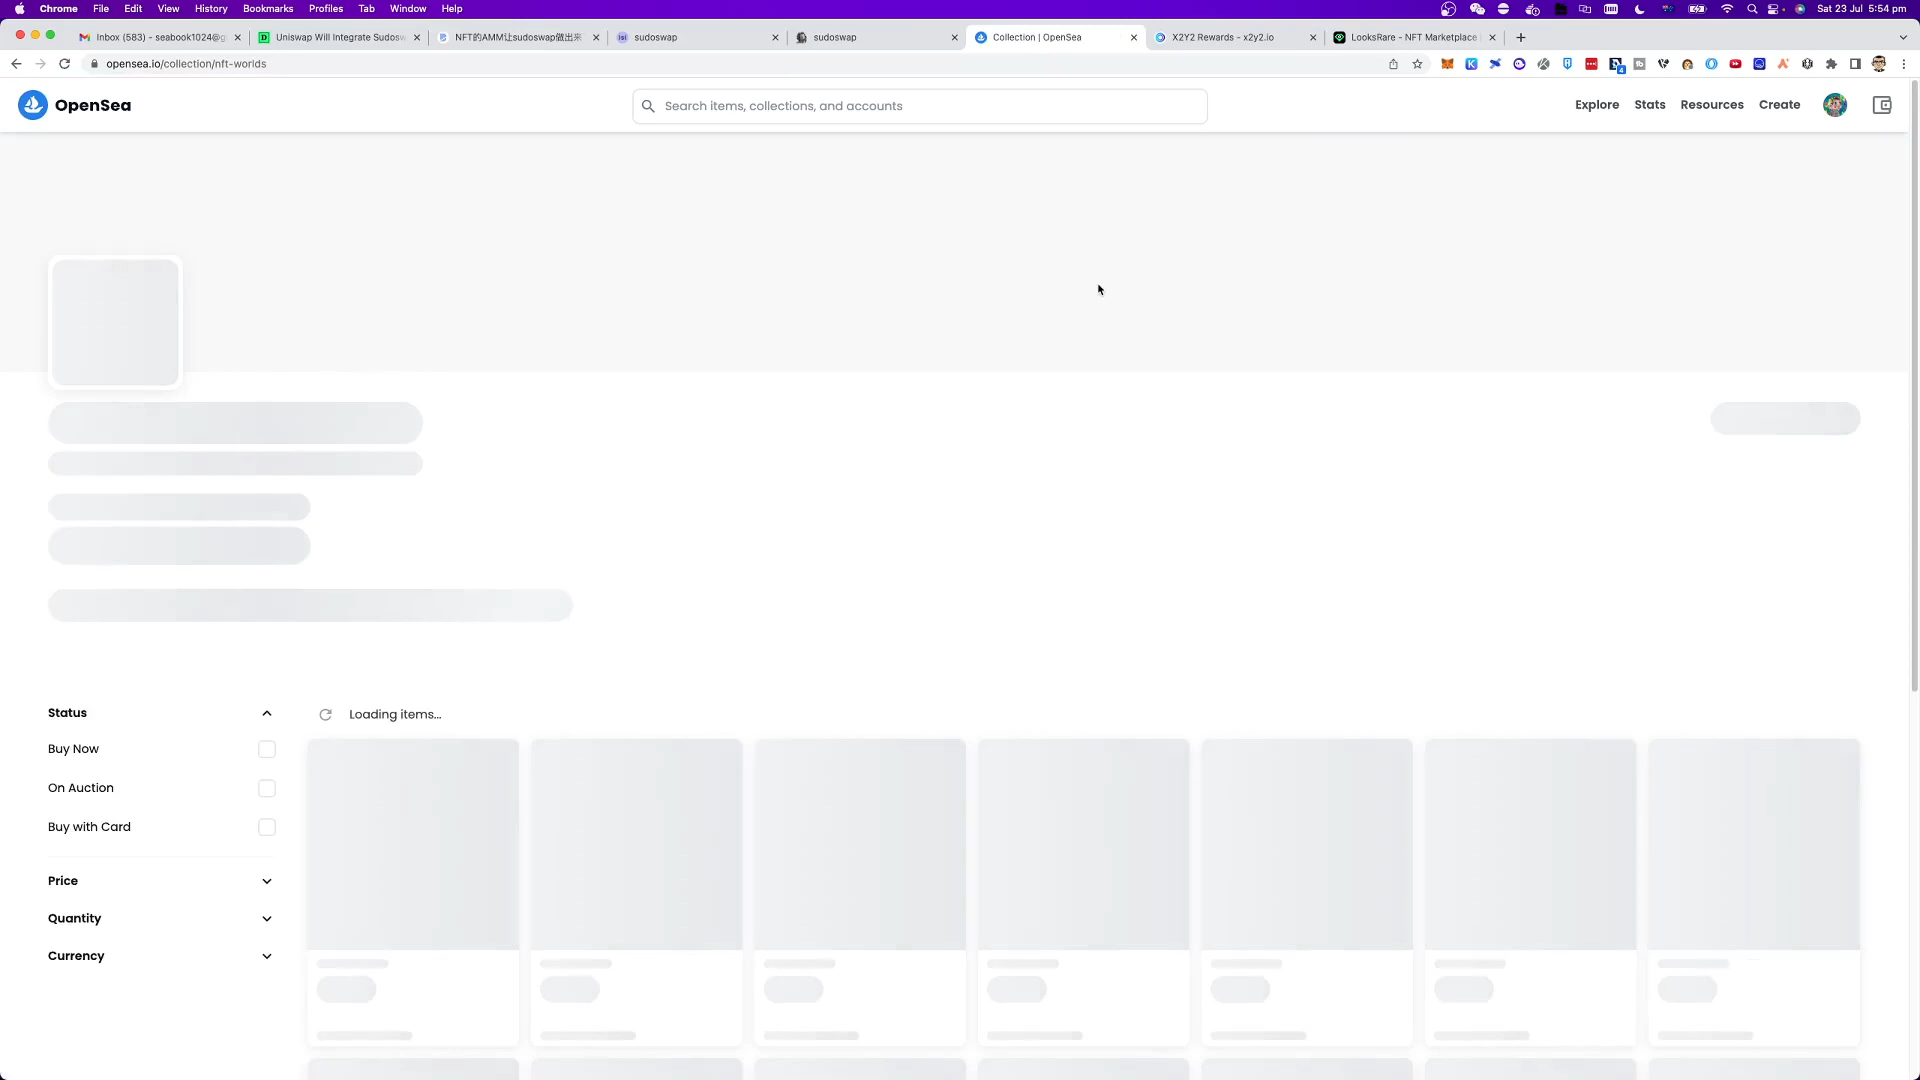 Chrome File Edit View History Bookmarks Profiles Tab Window Help
Sat 23 Jul 5:54 pm
Inbox (583) - seabook1024@g
Uniswap Will Integrate Sudosw
NFT的AMM让sudoswap做出来
sudoswap
sudoswap
Collection | OpenSea
X2Y2 Rewards - x2y2.io
LooksRare - NFT Marketplace
opensea.io/collection/nft-worlds
OpenSea
Search items, collections, and accounts
Explore Stats Resources Create
Status
Loading items...
Buy Now
On Auction
Buy with Card
Price
Quantity
Currency